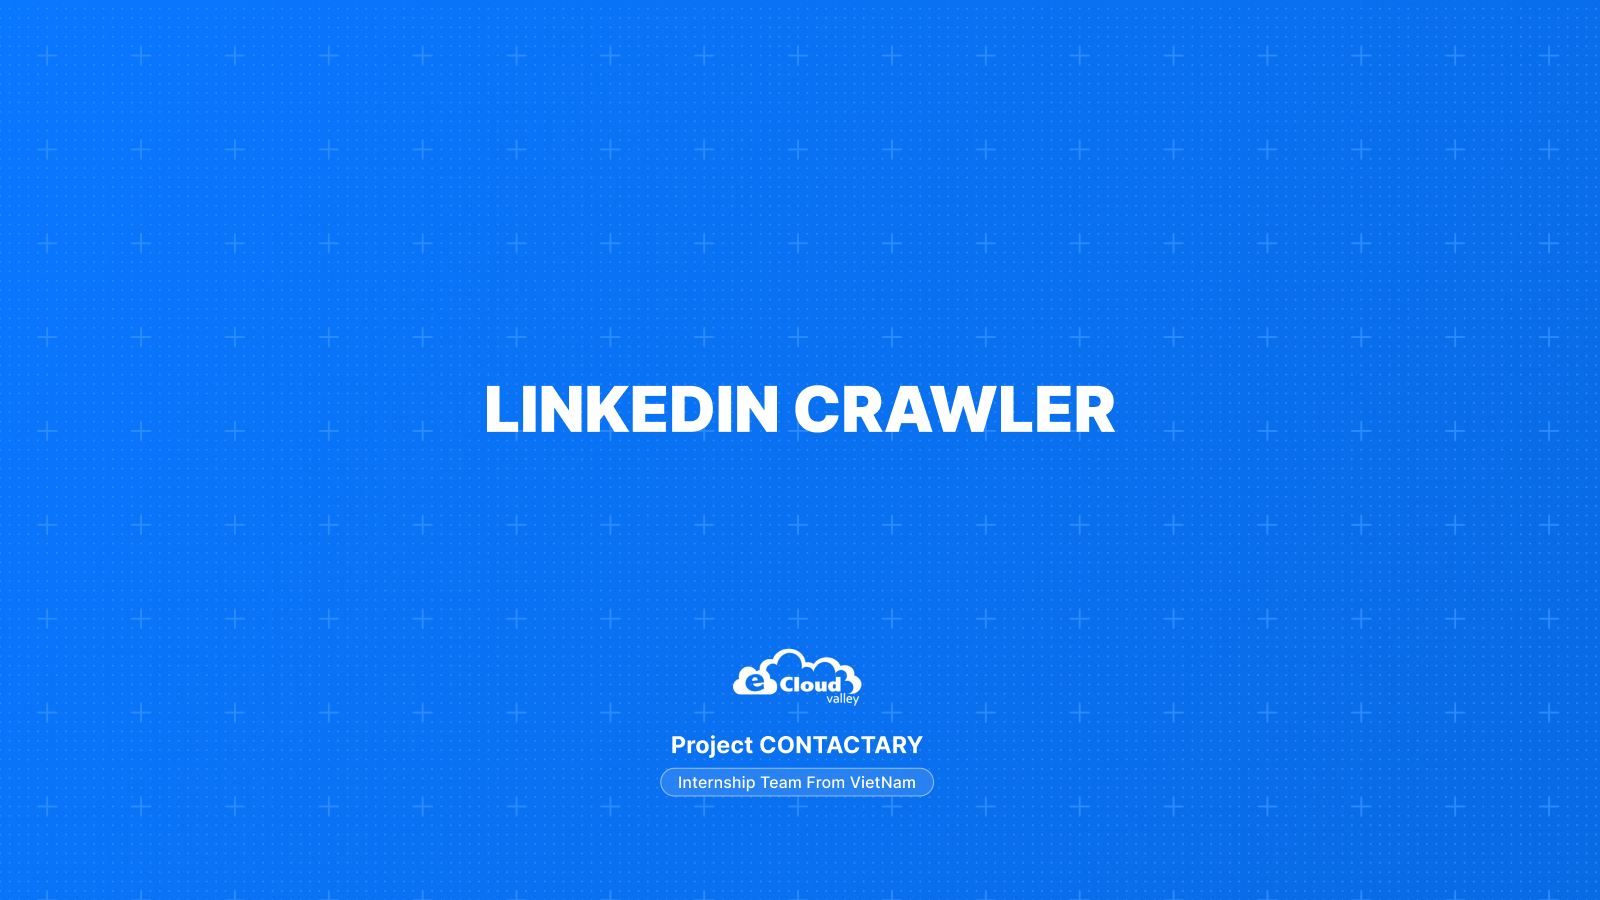 LINKEDIN CRAWLER
eCloud
valley
Project CONTACTARY
Internship Team From VietNam